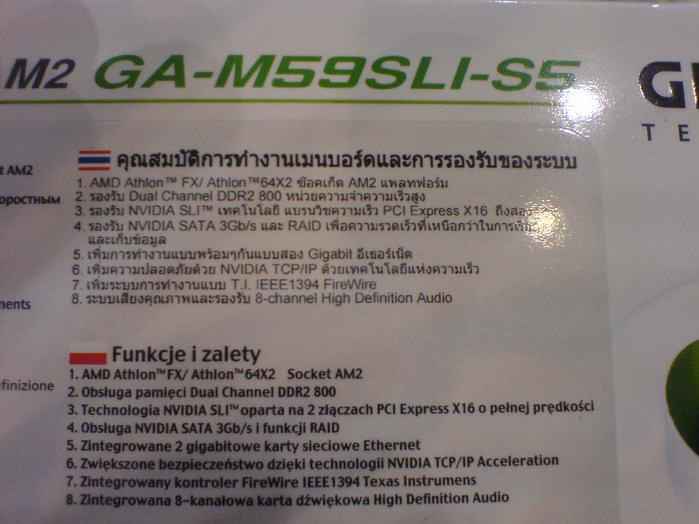 AM2 GA-M59SLI-S5
TE
t AM2
оростным
ments
efinizione
คุณสมบัติการทำงานเมนบอร์ดและการรองรับของระบบ
1. AMD Athlon™ FX/ Athlon™64X2 ซ๊อคเก็ต AM2 แพลทฟอร์ม
2. รองรับ Dual Channel DDR2 800 หน่วยความจำความเร็วสูง
3. รองรับ NVIDIA SLI™ เทคโนโลยี แบรนวิชความเร็ว PCI Express X16 ถึงสอง
4. รองรับ NVIDIA SATA 3Gb/s และ RAID เพื่อความรวดเร็วที่เหนือกว่าในการ
และเก็บข้อมูล
5. เพิ่มการทำงานแบบพร้อมๆกันแบบสอง Gigabit อีเธอร์เน็ต
6. เพิ่มความปลอดภัยด้วย NVIDIA TCP/IP ด้วยเทคโนโลยีแห่งความเร็ว
7. เพิ่มระบบการทำงานแบบ T.I. IEEE1394 FireWire
8. ระบบเสียงคุณภาพและรองรับ 8-channel High Definition Audio
Funkcje i zalety
1. AMD Athlon™FX/ Athlon™64X2 Socket AM2
2. Obsługa pamięci Dual Channel DDR2 800
3. Technologia NVIDIA SLI™oparta na 2 złączach PCI Express X16 o pełnej prędkości
4. Obsługa NVIDIA SATA 3Gb/s i funkcji RAID
5. Zintegrowane 2 gigabitowe karty sieciowe Ethernet
6. Zwiększone bezpieczeństwo dzięki technologii NVIDIA TCP/IP Acceleration
7. Zintegrowany kontroler FireWire IEEE1394 Texas Instrumens
8. Zintegrowana 8-kanałowa karta dźwiękowa High Definition Audio